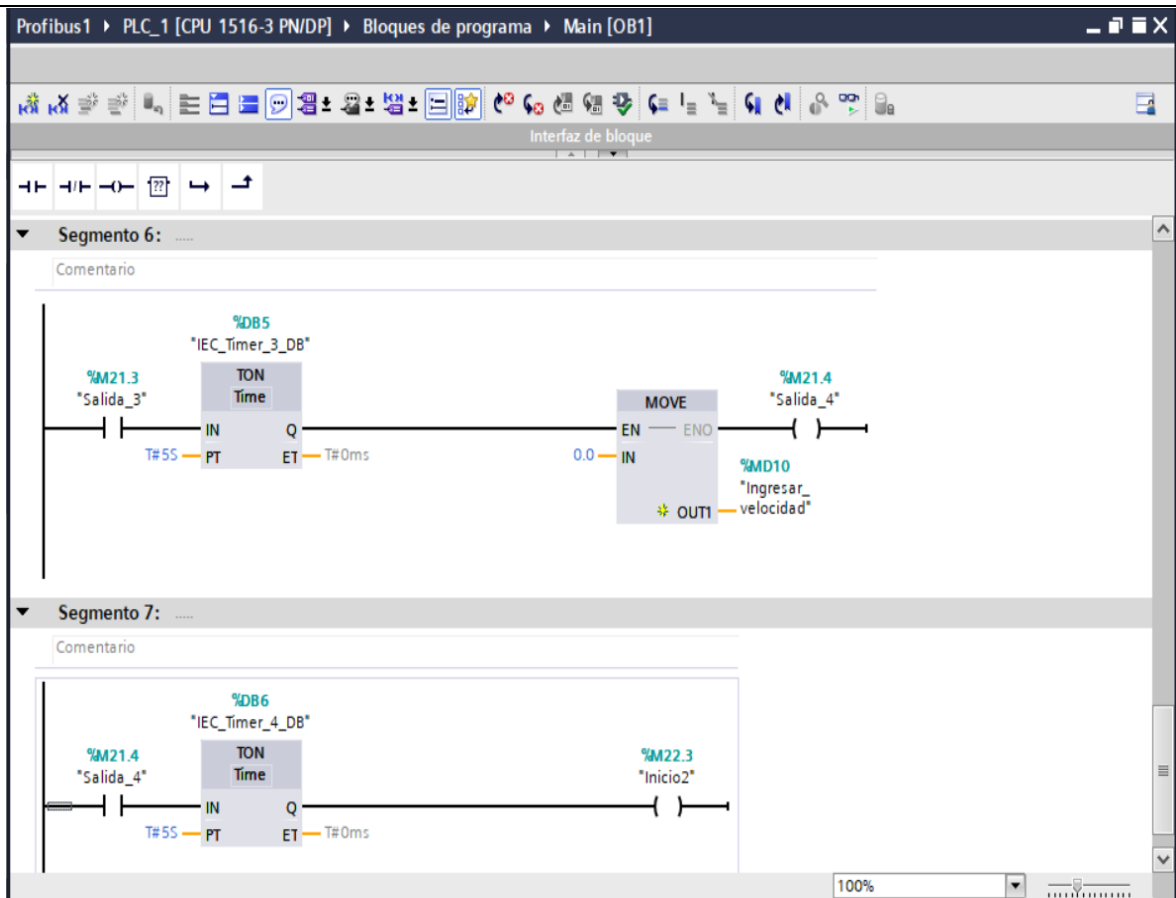 Profibus1 ▸ PLC_1 [CPU 1516-3 PN/DP] ▸ Bloques de programa ▸ Main [OB1]
Interfaz de bloque
Segmento 6: .....
Comentario
%DB5
"IEC_Timer_3_DB"
%M21.3
"Salida_3"
TON
Time
IN Q
T#5S PT ET T#0ms
MOVE
EN ENO
0.0 IN
OUT1
%M21.4
"Salida_4"
%MD10
"Ingresar_
velocidad"
Segmento 7: .....
Comentario
%DB6
"IEC_Timer_4_DB"
%M21.4
"Salida_4"
TON
Time
IN Q
T#5S PT ET T#0ms
%M22.3
"Inicio2"
100%